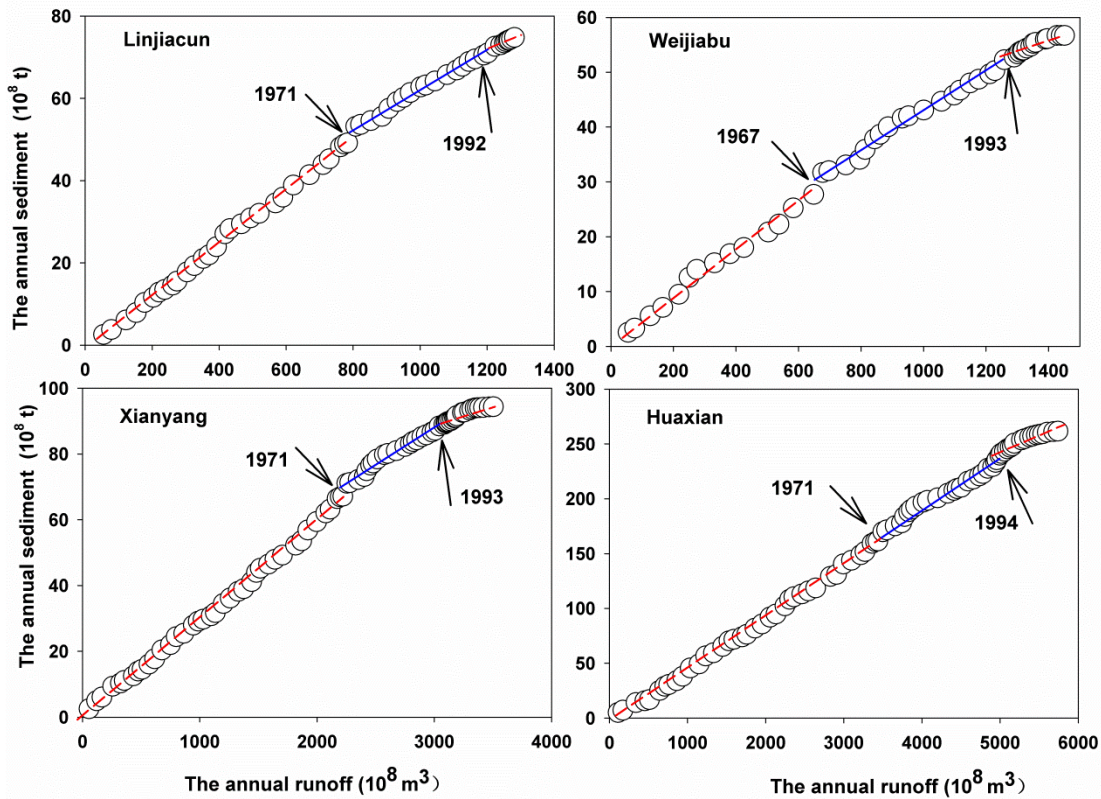 80
Linjiacun
60
1971
40
1992
20
0
0 200 400 600 800 1000 1200 1400
60
Weijiabu
50
40
1967
1993
30
20
10
0
0 200 400 600 800 1000 1200 1400
The annual sediment (10⁸ t)
100
Xianyang
80
1971
60
1993
40
20
0
0 1000 2000 3000 4000
300
Huaxian
250
200
1971
1994
150
100
50
0
0 1000 2000 3000 4000 5000 6000
The annual sediment (10⁸ t)
The annual runoff (10⁸ m³）
The annual runoff (10⁸ m³）